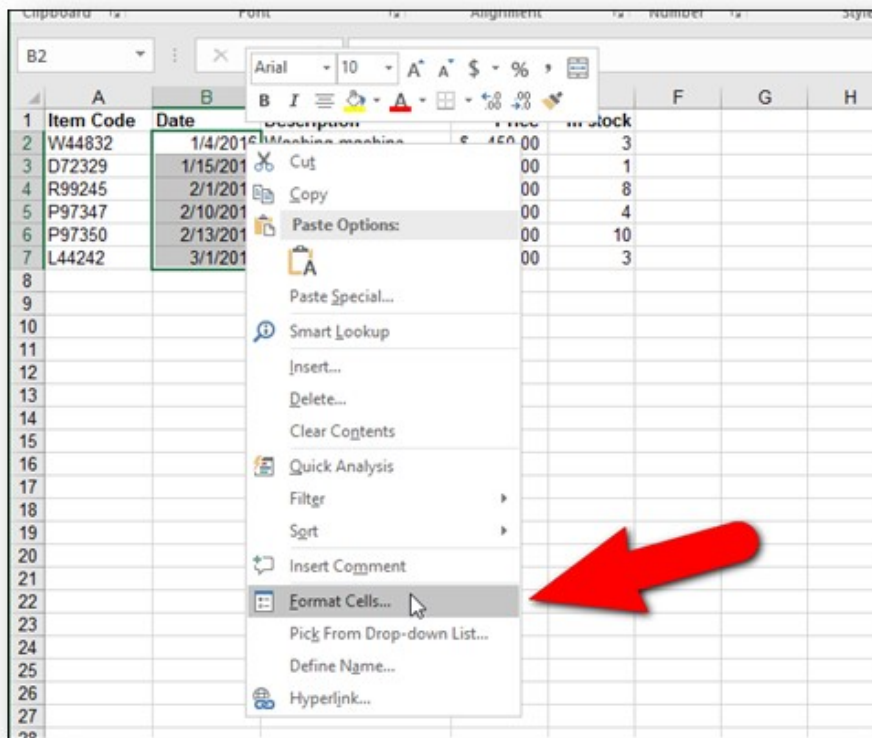 Clipboard Font Alignment Number Style
B2
Arial 10 A A $ % ,
B I A .00
A B F G H
1 Item Code Date Description Price In stock
2 W44832 1/4/2016 Washing machine $ 450.00 3
3 D72329 1/15/201 00 1
4 R99245 2/1/201 00 8
5 P97347 2/10/201 00 4
6 P97350 2/13/201 00 10
7 L44242 3/1/201 00 3
Cut
Copy
Paste Options:
A
Paste Special...
Smart Lookup
Insert...
Delete...
Clear Contents
Quick Analysis
Filter
Sort
Insert Comment
Format Cells...
Pick From Drop-down List...
Define Name...
Hyperlink...
8
9
10
11
12
13
14
15
16
17
18
19
20
21
22
23
24
25
26
27
28